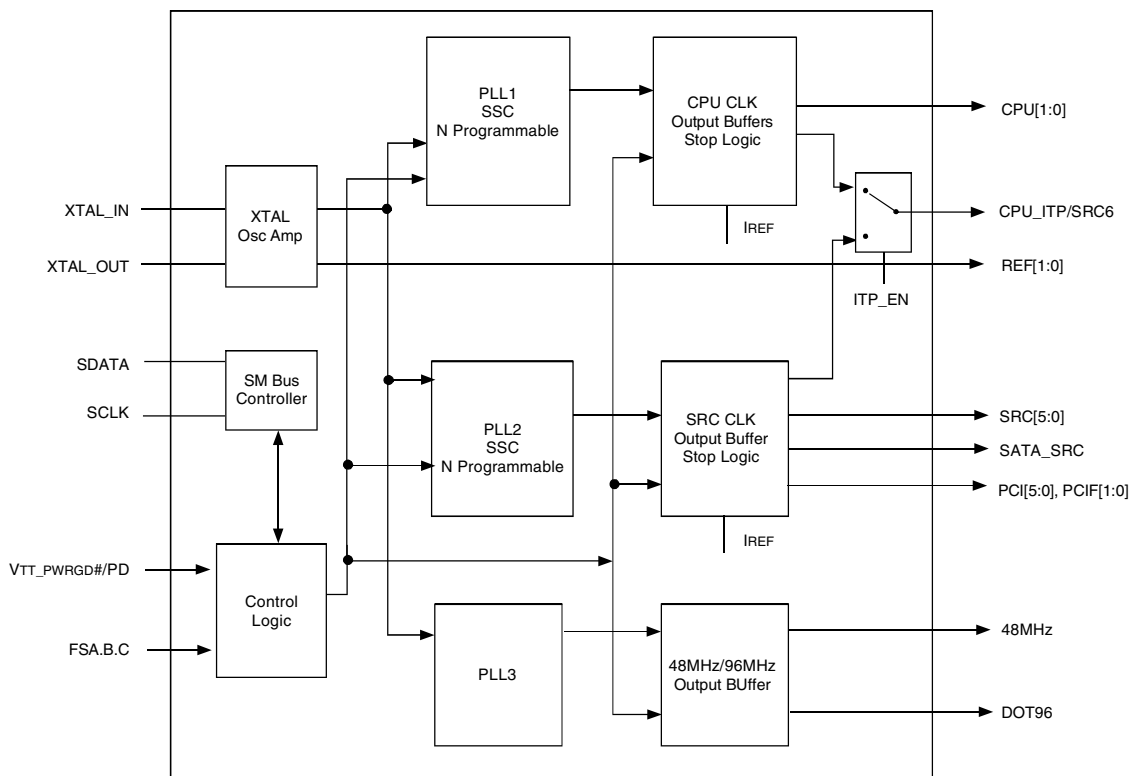 PLL1
SSC
N Programmable
CPU CLK
Output Buffers
Stop Logic
CPU[1:0]
IREF
XTAL_IN
XTAL_OUT
XTAL
Osc Amp
CPU_ITP/SRC6
REF[1:0]
ITP_EN
SDATA
SCLK
SM Bus
Controller
PLL2
SSC
N Programmable
SRC CLK
Output Buffer
Stop Logic
SRC[5:0]
SATA_SRC
PCI[5:0], PCIF[1:0]
IREF
VTT_PWRGD#/PD
FSA.B.C
Control
Logic
PLL3
48MHz/96MHz
Output BUffer
48MHz
DOT96